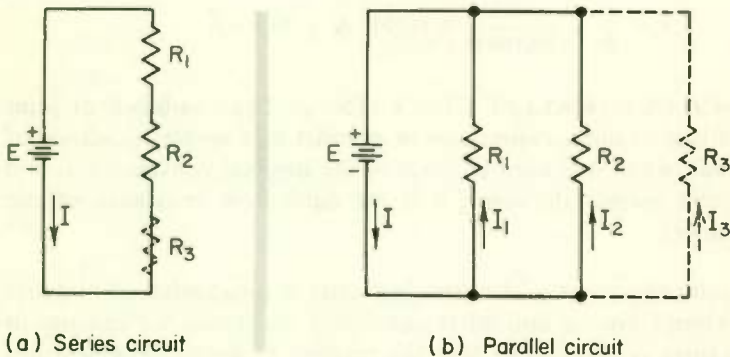 E
+
-
I
R1
R2
R3
E
+
-
I
R1
I1
R2
I2
R3
I3
(a) Series circuit
(b) Parallel circuit